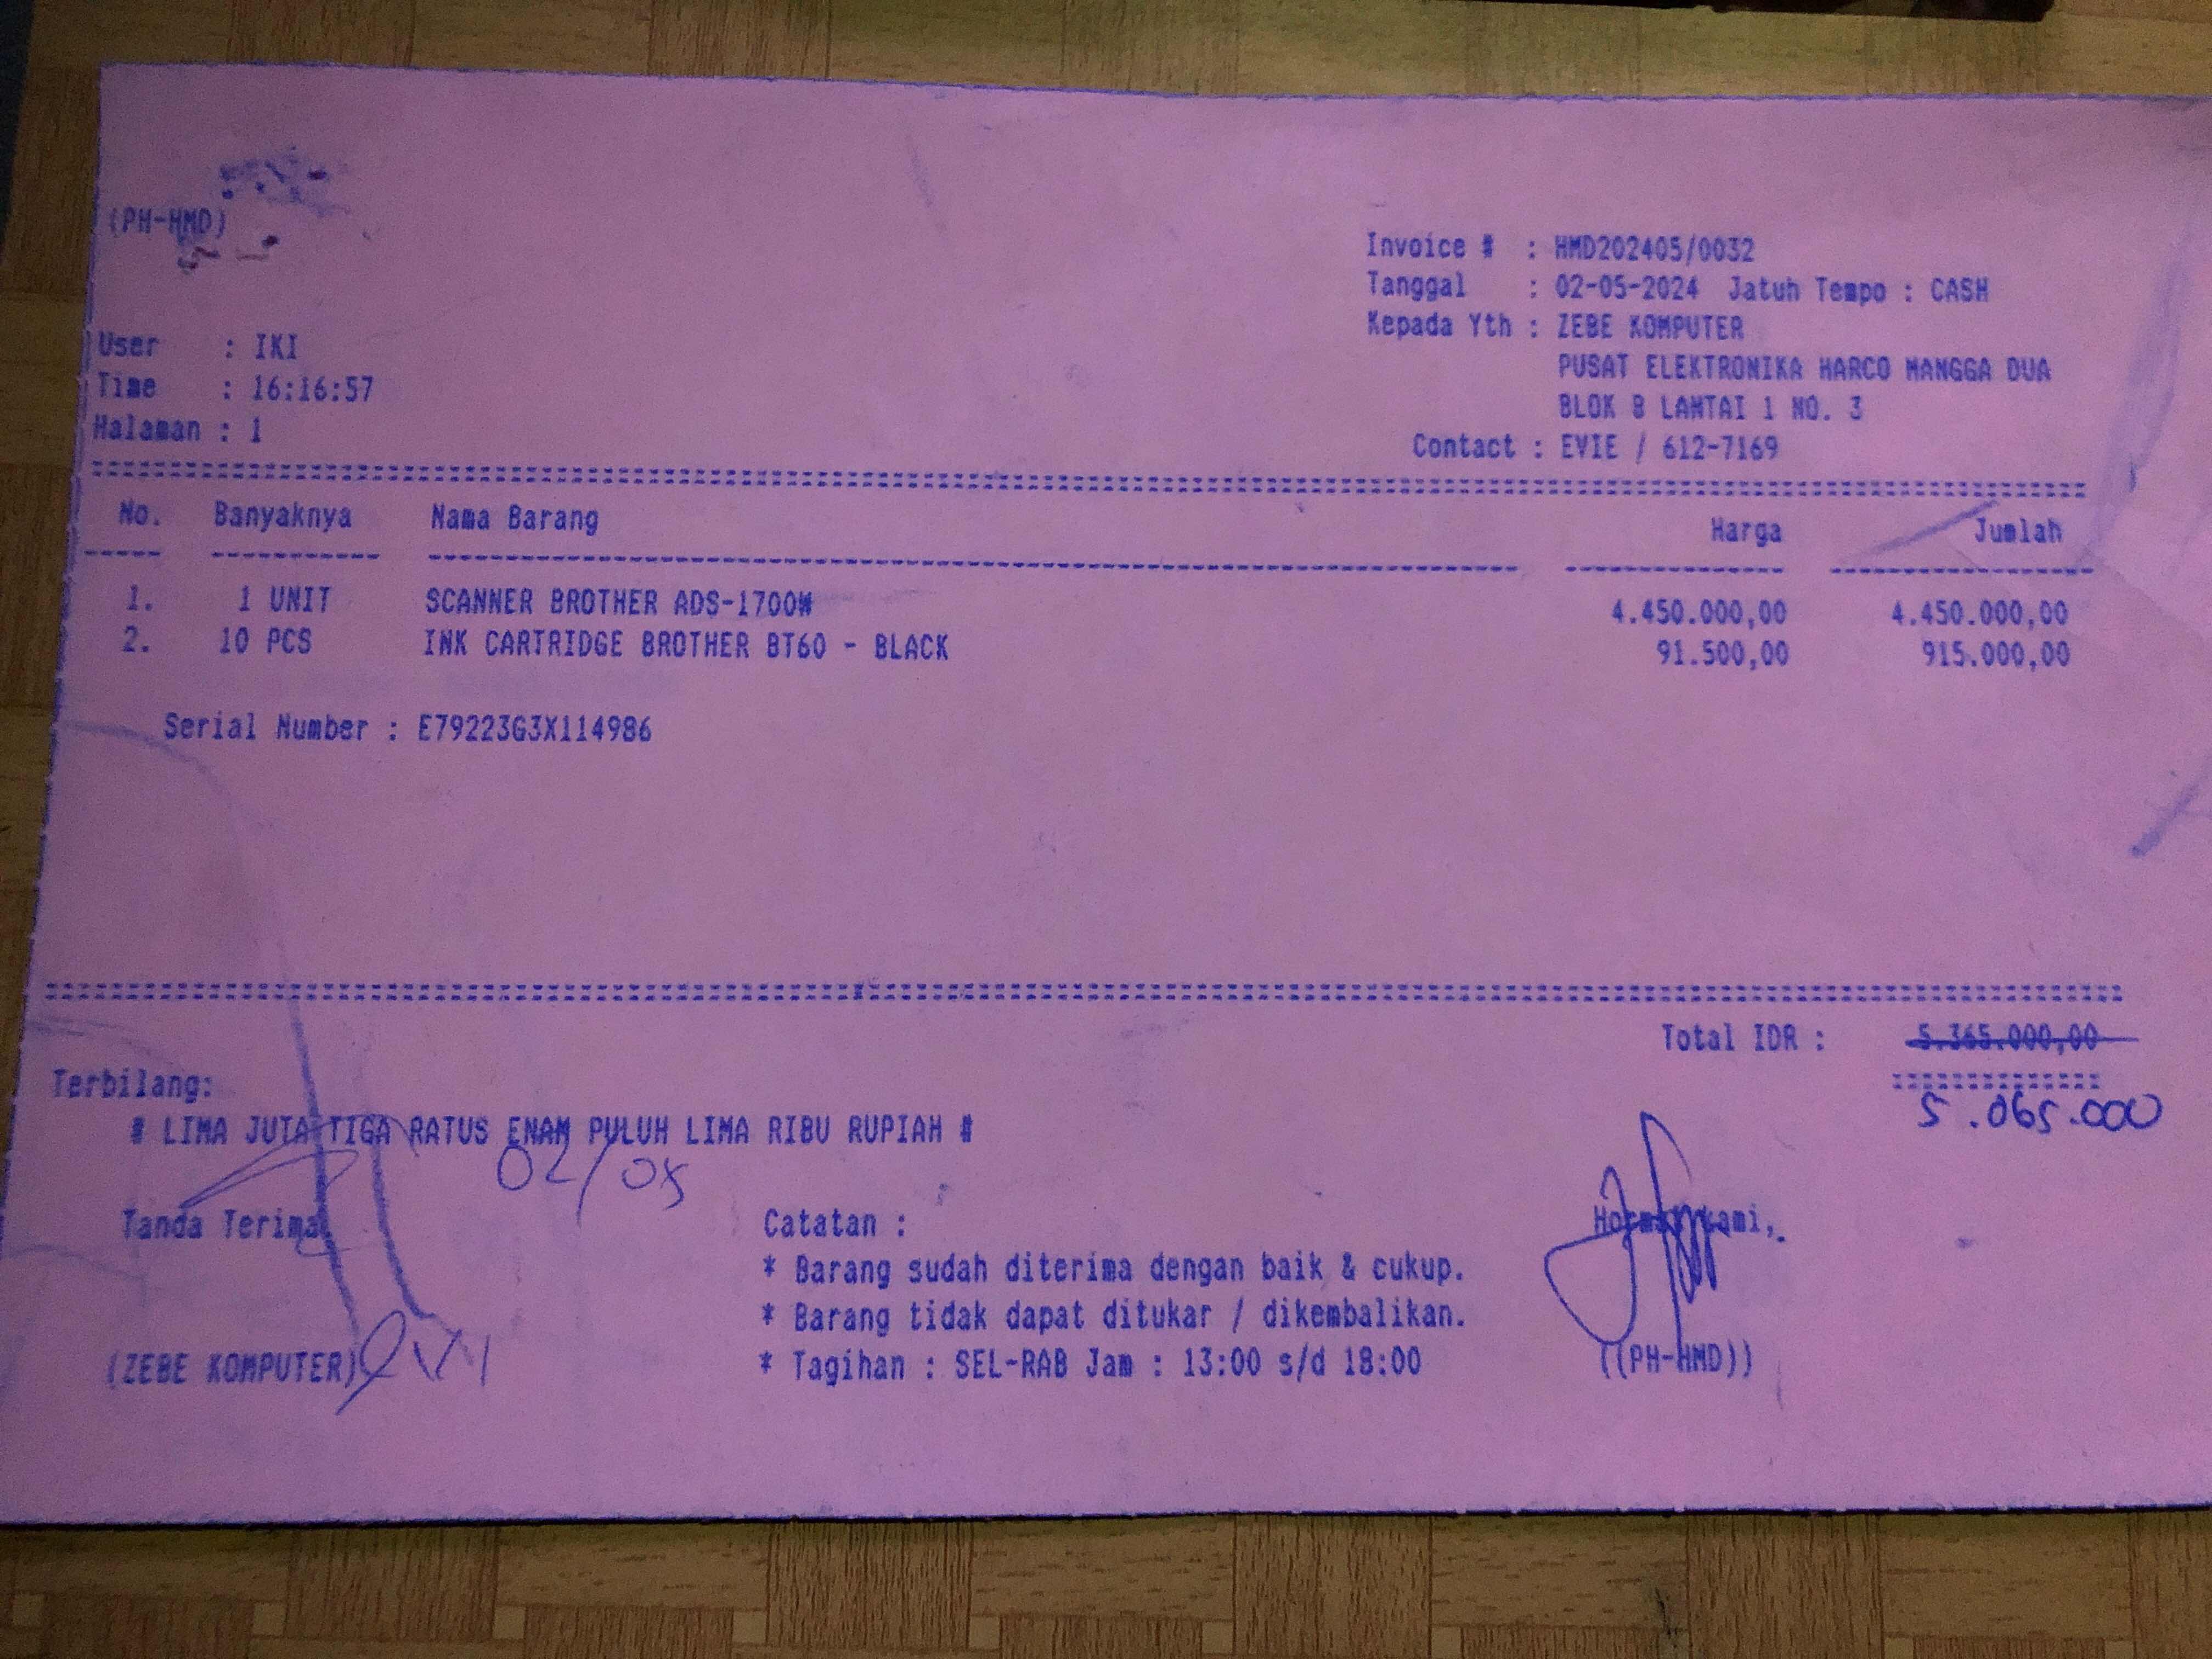 (PH-HMD)
Invoice # : HMD202405/0032
Tanggal : 02-05-2024 Jatuh Tempo : CASH
Kepada Yth : ZEBE KOMPUTER
PUSAT ELEKTRONIKA HARCO MANGGA DUA
BLOK B LANTAI 1 NO. 3
Contact : EVIE / 612-7169
User : IKI
Time : 16:16:57
Halaman : 1
No. Banyaknya Nama Barang Harga Jumlah
1. 1 UNIT SCANNER BROTHER ADS-1700W 4.450.000,00 4.450.000,00
2. 10 PCS INK CARTRIDGE BROTHER BT60 - BLACK 91.500,00 915.000,00
Serial Number : E79223G3X114986
Total IDR : 5.365.000,00
5.065.000
Terbilang:
# LIMA JUTA TIGA RATUS ENAM PULUH LIMA RIBU RUPIAH #
02/05
Tanda Terima
Catatan :
Hormat kami,
* Barang sudah diterima dengan baik & cukup.
* Barang tidak dapat ditukar / dikembalikan.
* Tagihan : SEL-RAB Jam : 13:00 s/d 18:00
(ZEBE KOMPUTER)
((PH-HMD))